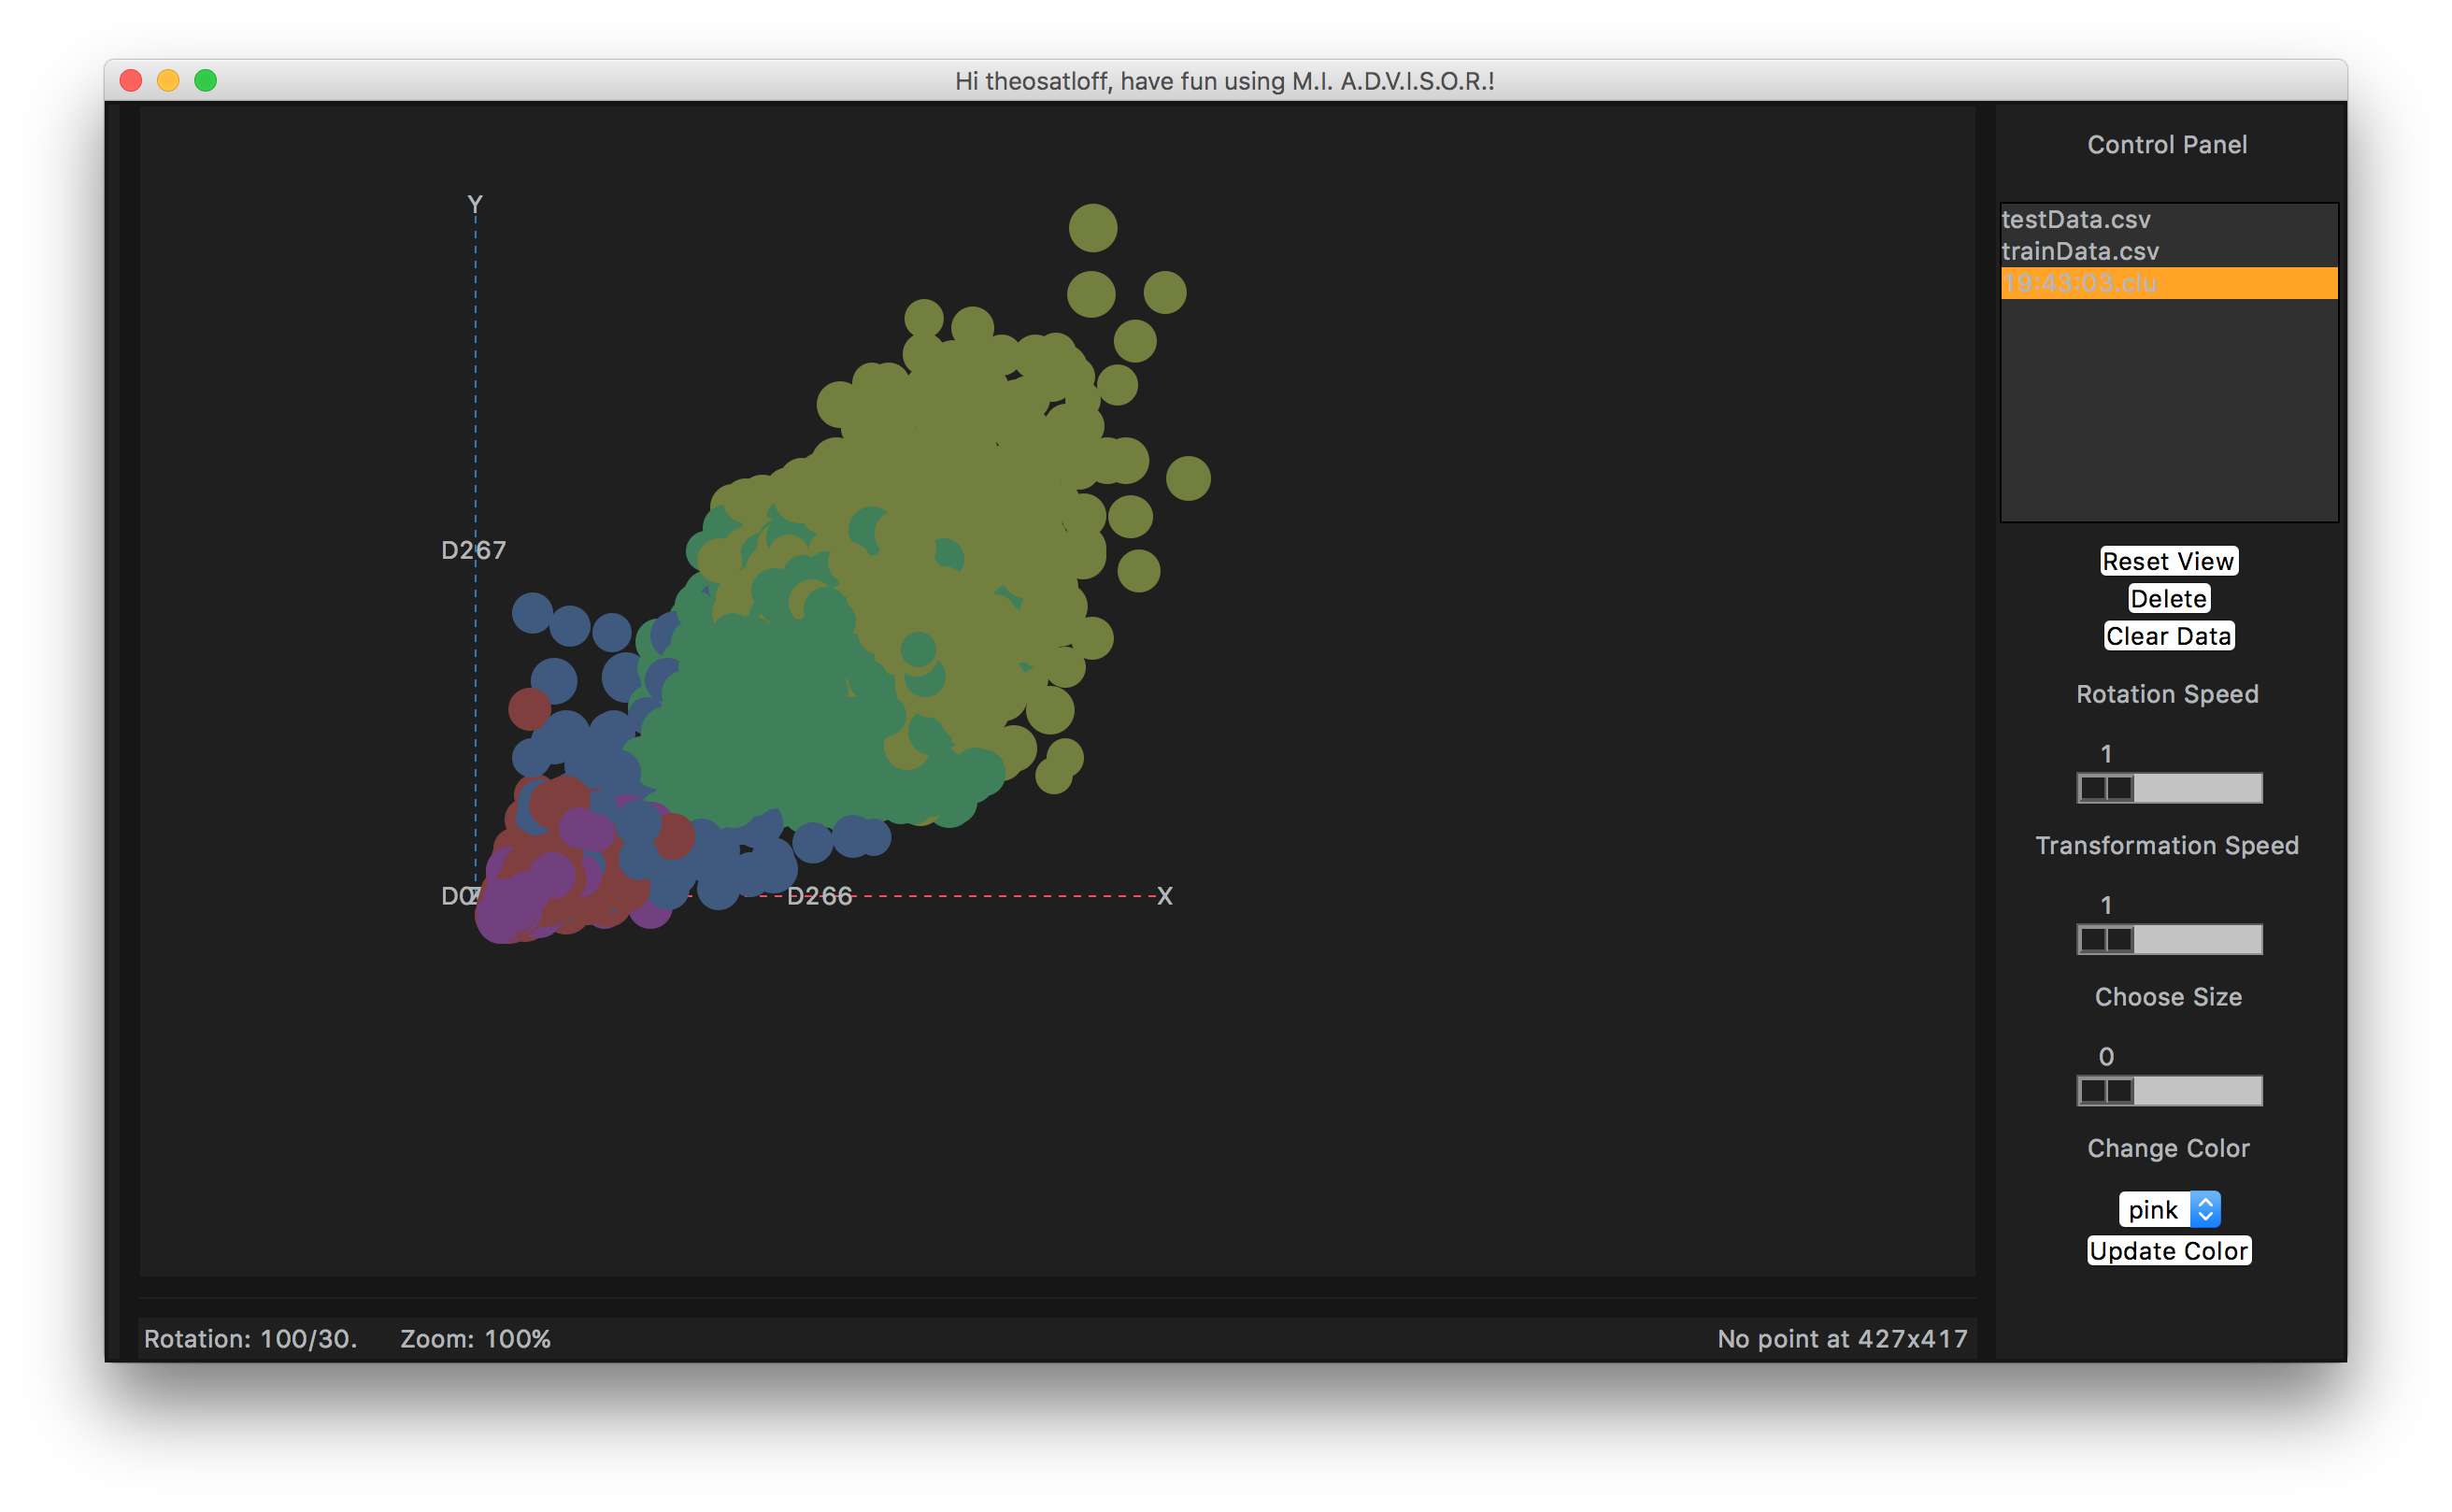 Hi theosatloff, have fun using M.I. A.D.V.I.S.O.R.!
Y
D267
D0Z
D266
X
Control Panel
testData.csv
trainData.csv
19:43:03.clu
Reset View
Delete
Clear Data
Rotation Speed
1
Transformation Speed
1
Choose Size
0
Change Color
pink
Update Color
Rotation: 100/30. Zoom: 100%
No point at 427x417